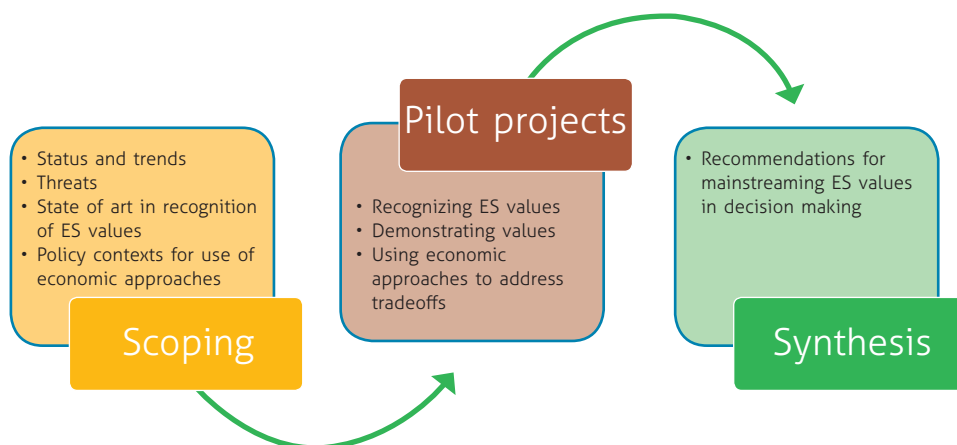 • Status and trends
• Threats
• State of art in recognition
of ES values
• Policy contexts for use of
economic approaches
Scoping
Pilot projects
• Recognizing ES values
• Demonstrating values
• Using economic
approaches to address
tradeoffs
• Recommendations for
mainstreaming ES values
in decision making
Synthesis